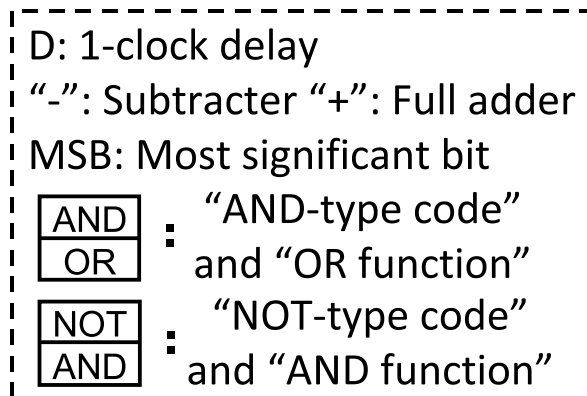 D: 1-clock delay
“-”: Subtracter “+”: Full adder
MSB: Most significant bit
AND
OR
: “AND-type code”
and “OR function”
NOT
AND
: “NOT-type code”
and “AND function”